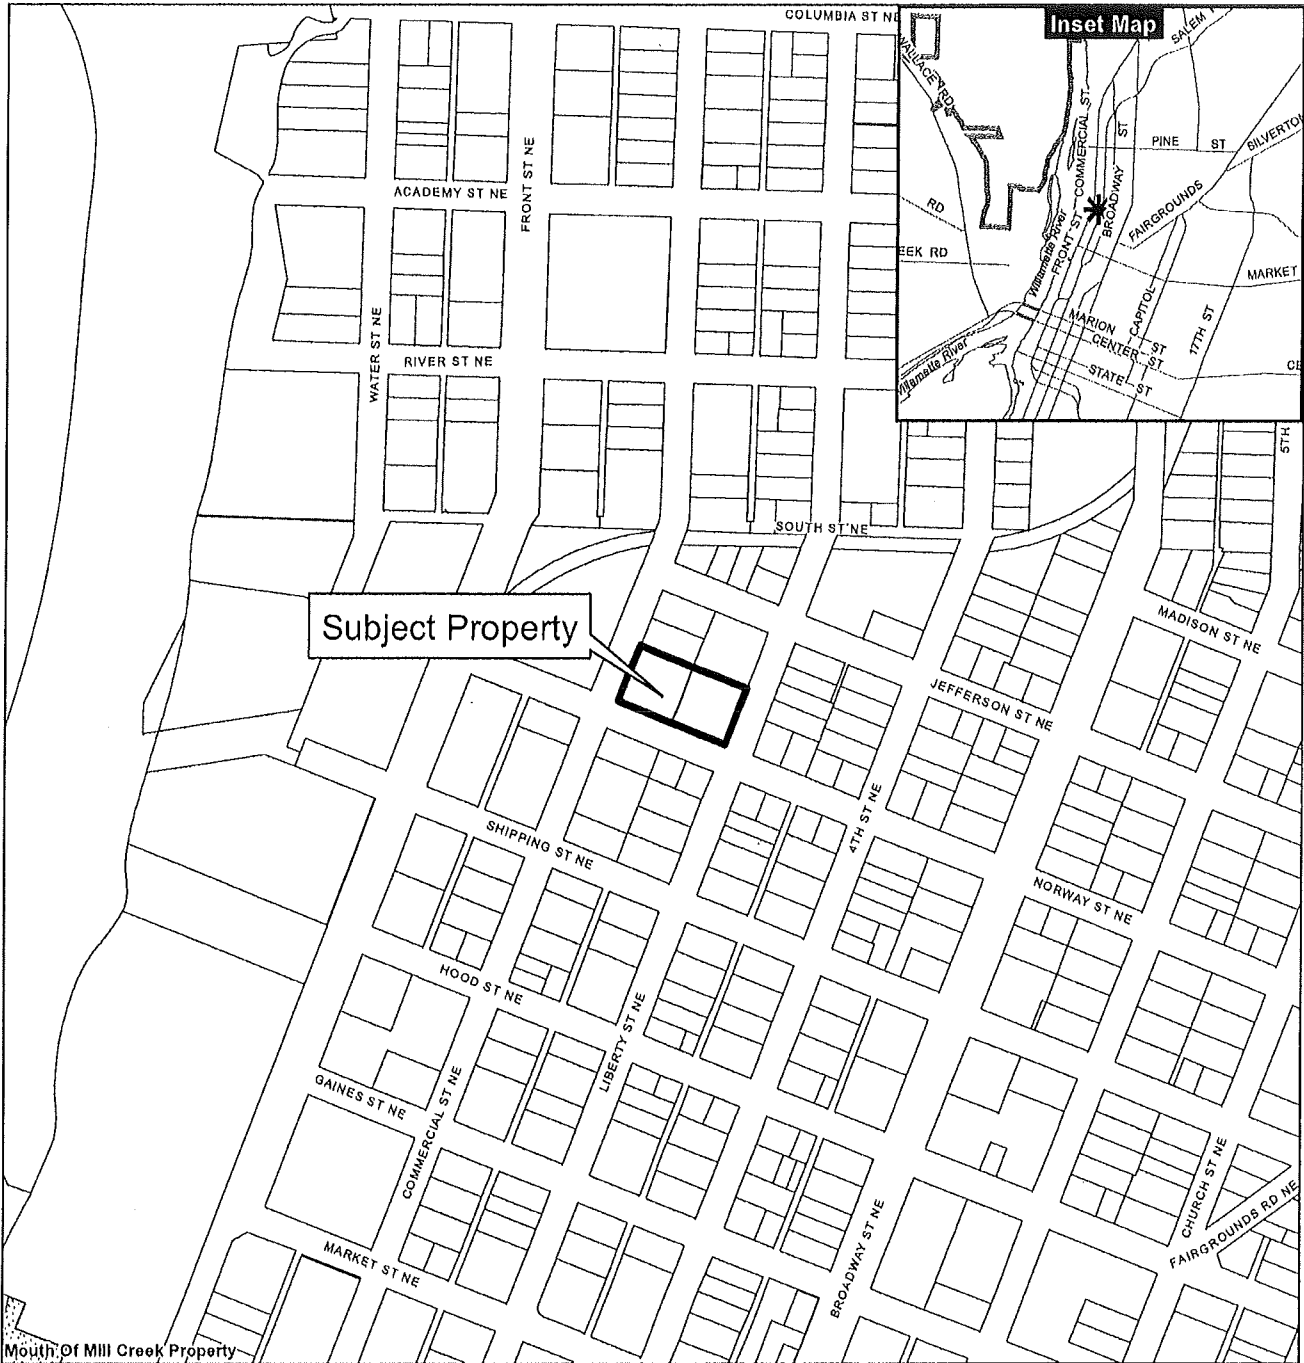 COLUMBIA ST NE
Inset Map
SALEM
WALLACE RD
COMMERCIAL ST
ST
PINE ST
SILVERTON
BROADWAY
FAIRGROUNDS
RD
EEK RD
Willamette River
FRONT ST
MARKET
CAPITOL
17TH ST
MARION ST
CENTER ST
STATE ST
CE
Willamette River
ACADEMY ST NE
FRONT ST NE
WATER ST NE
RIVER ST NE
5TH
SOUTH ST NE
Subject Property
MADISON ST NE
JEFFERSON ST NE
4TH ST NE
SHIPPING ST NE
NORWAY ST NE
HOOD ST NE
LIBERTY ST NE
GAINES ST NE
COMMERCIAL ST NE
CHURCH ST NE
FAIRGROUNDS RD NE
MARKET ST NE
BROADWAY ST NE
Mouth Of Mill Creek Property